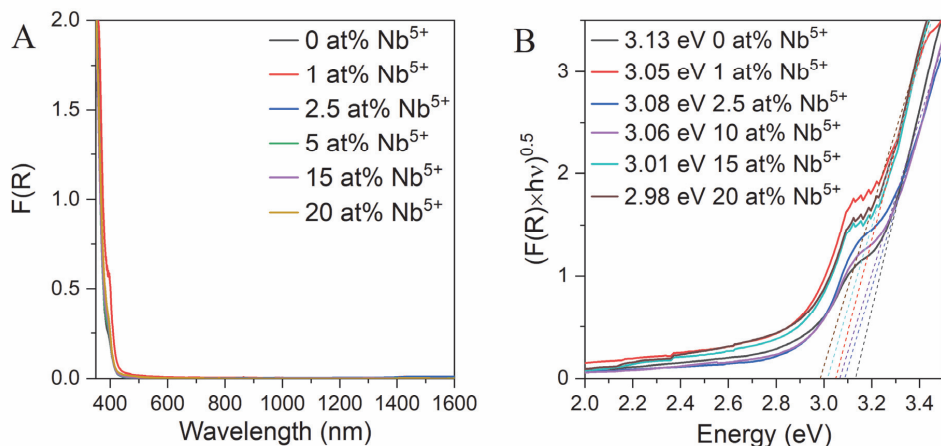 A
2.0
1.5
1.0
0.5
0.0
F(R)
0 at% Nb⁵⁺
1 at% Nb⁵⁺
2.5 at% Nb⁵⁺
5 at% Nb⁵⁺
15 at% Nb⁵⁺
20 at% Nb⁵⁺
400 600 800 1000 1200 1400 1600
Wavelength (nm)
B
3
2
1
0
(F(R)×hν)⁰·⁵
3.13 eV 0 at% Nb⁵⁺
3.05 eV 1 at% Nb⁵⁺
3.08 eV 2.5 at% Nb⁵⁺
3.06 eV 10 at% Nb⁵⁺
3.01 eV 15 at% Nb⁵⁺
2.98 eV 20 at% Nb⁵⁺
2.0 2.2 2.4 2.6 2.8 3.0 3.2 3.4
Energy (eV)